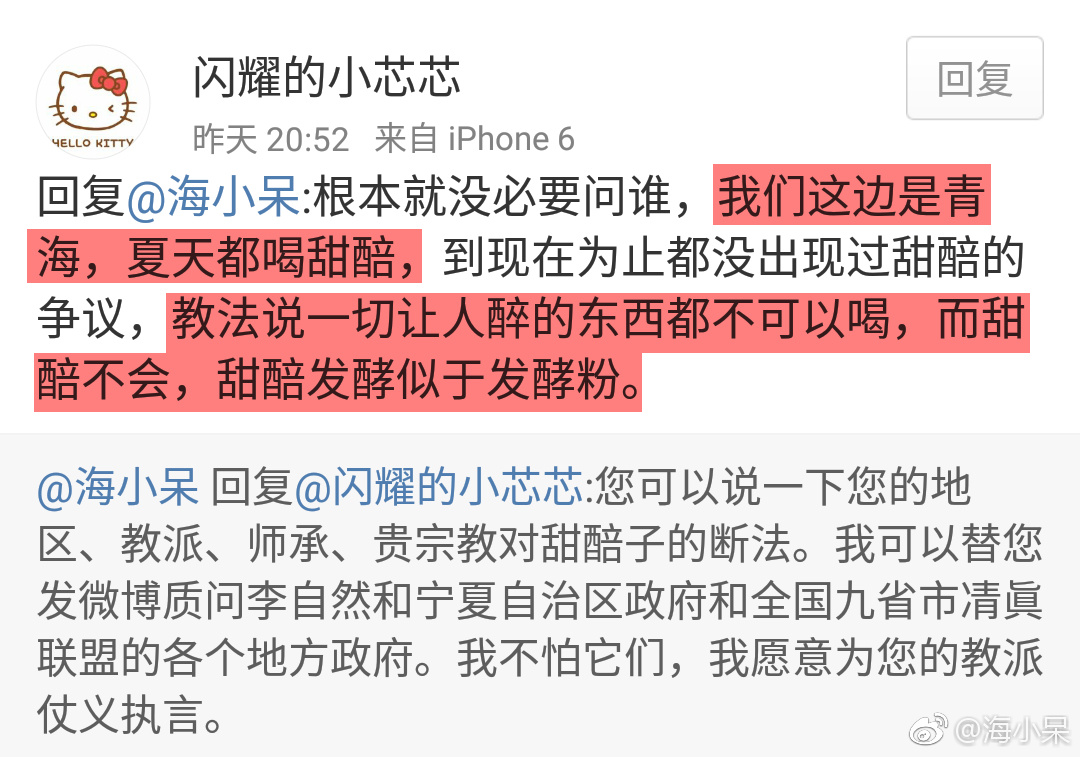 闪耀的小芯芯
回复
昨天 20:52 来自 iPhone 6
HELLO KITTY
回复@海小呆:根本就没必要问谁，我们这边是青
海，夏天都喝甜醅，到现在为止都没出现过甜醅的
争议，教法说一切让人醉的东西都不可以喝，而甜
醅不会，甜醅发酵似于发酵粉。
@海小呆 回复@闪耀的小芯芯:您可以说一下您的地
区、教派、师承、贵宗教对甜醅子的断法。我可以替您
发微博质问李自然和宁夏自治区政府和全国九省市凊眞
联盟的各个地方政府。我不怕它们，我愿意为您的教派
仗义执言。
@海小呆